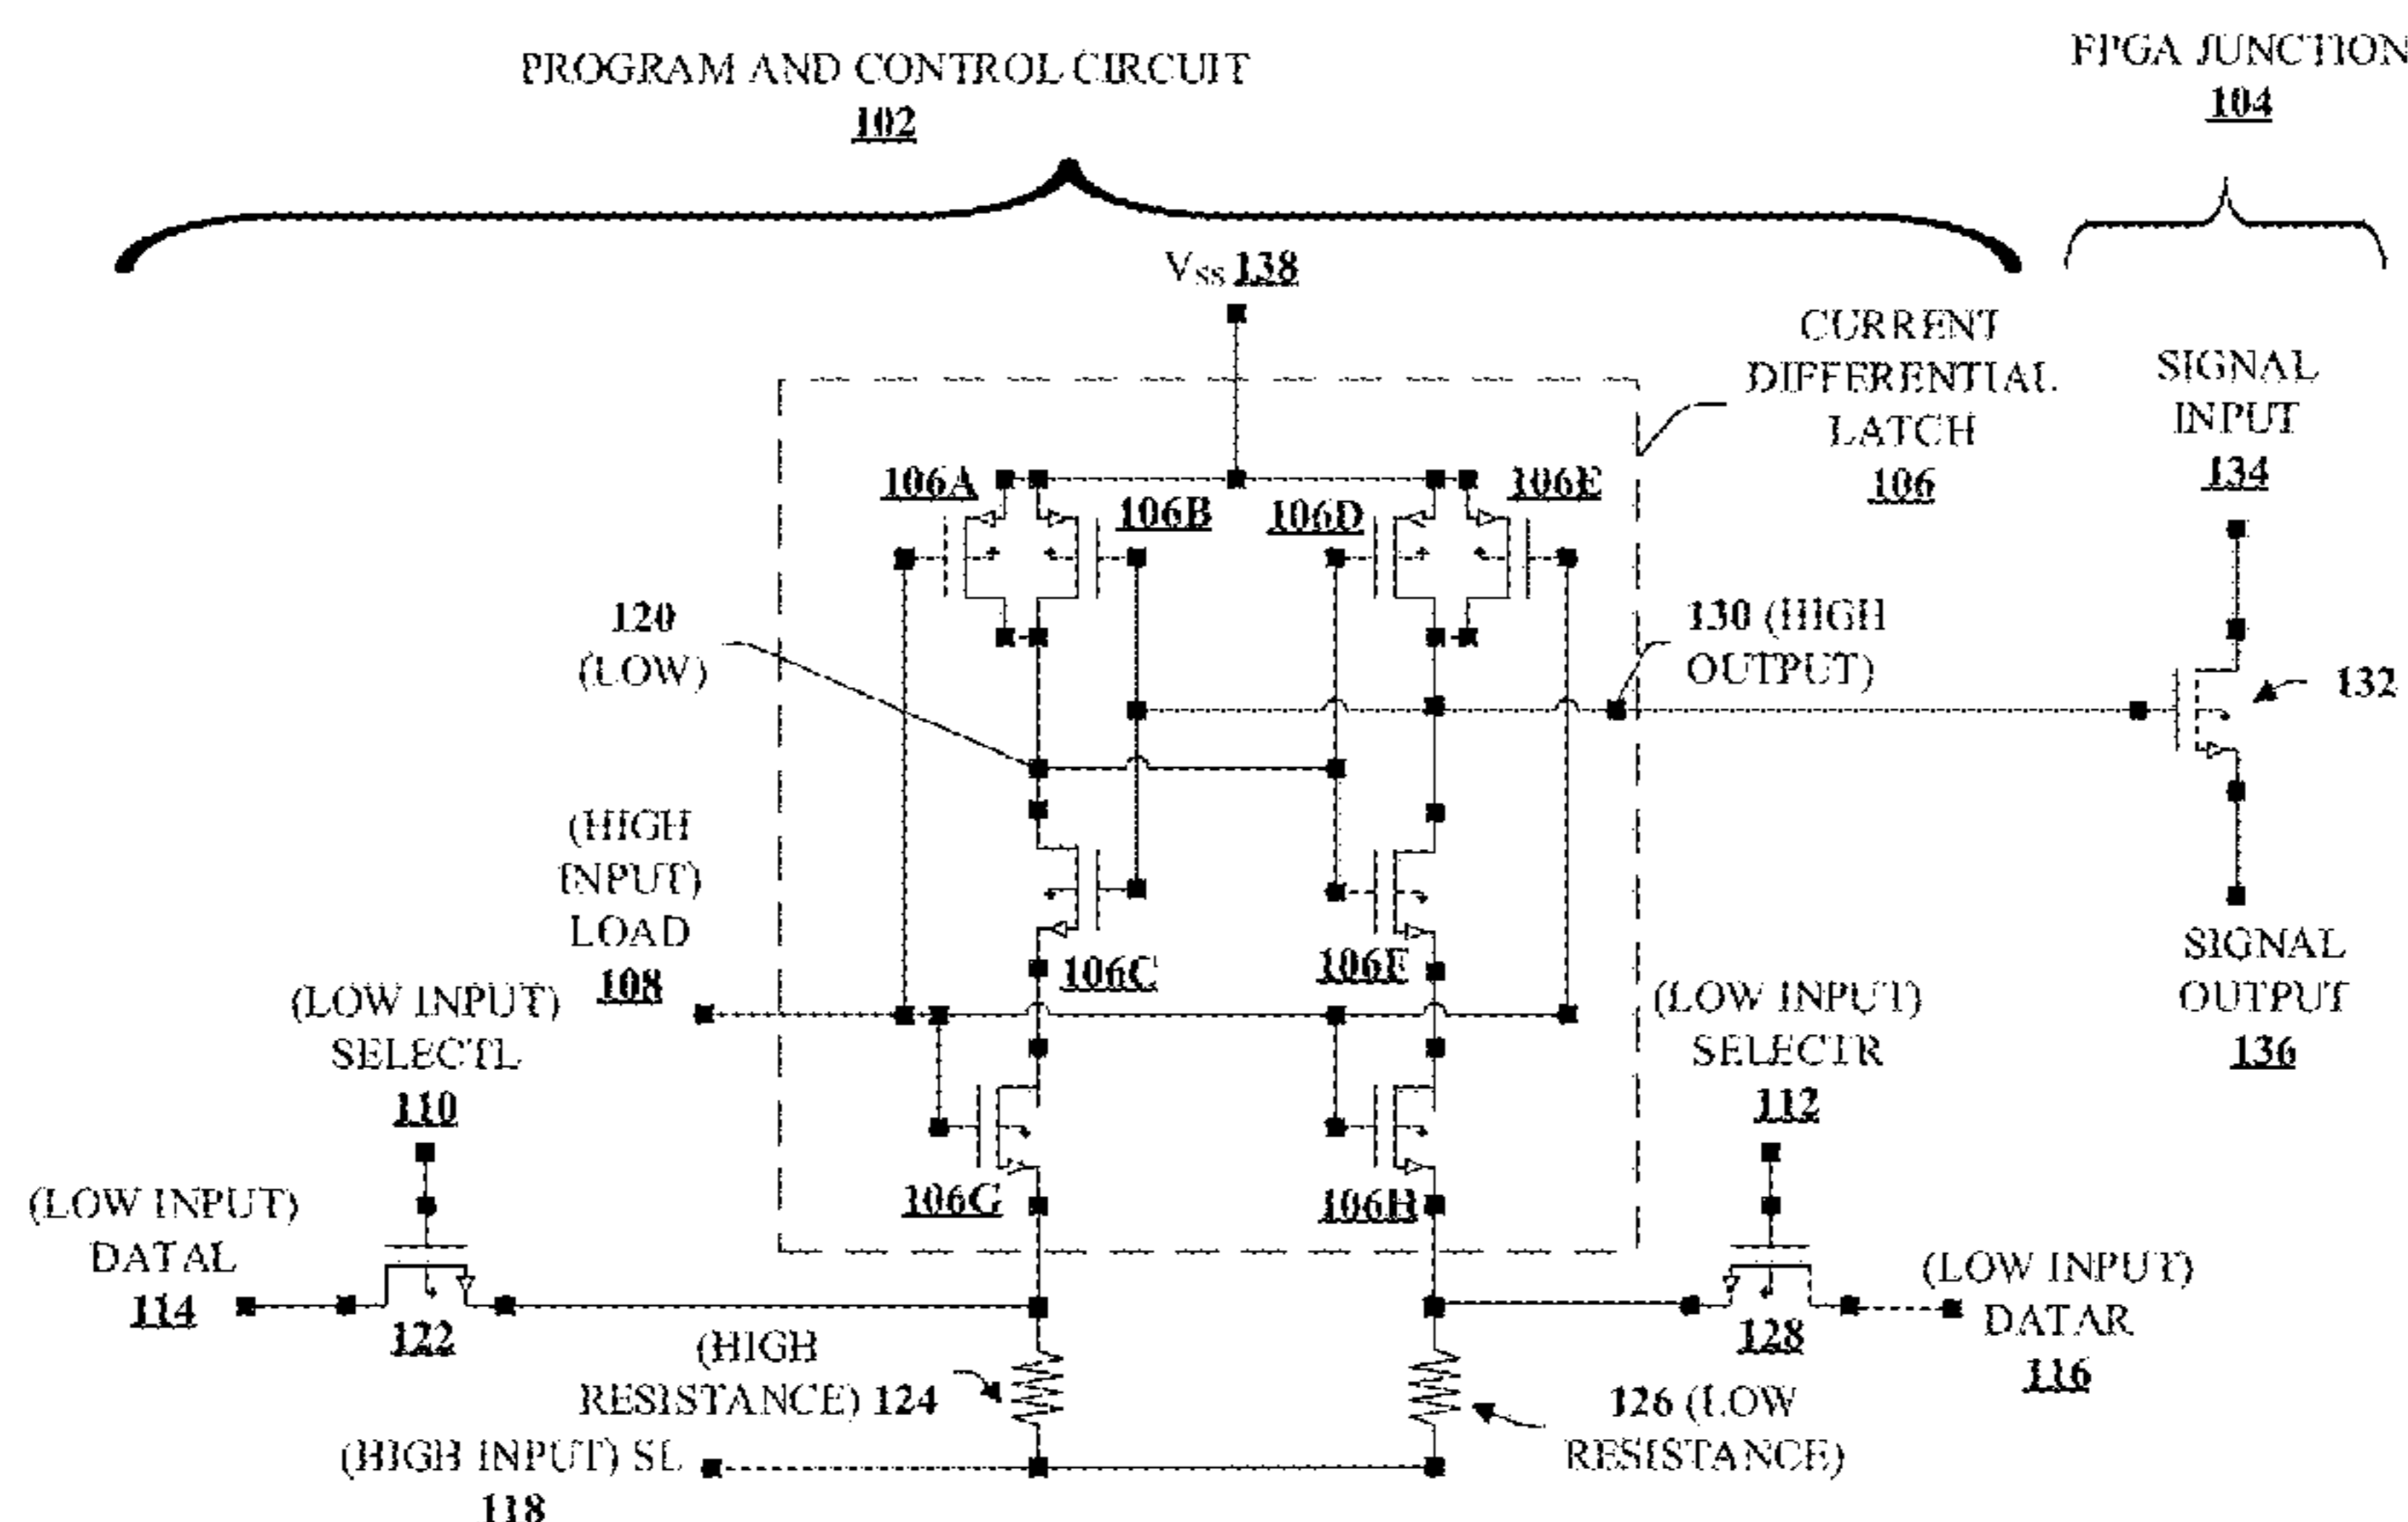 PROGRAM AND CONTROL CIRCUIT
102
FPGA JUNCTION
104
VSS 138
CURRENT
DIFFERENTIAL
LATCH
106
SIGNAL
INPUT
134
106A
106B
106D
106E
120
(LOW)
130 (HIGH
OUTPUT)
132
(HIGH
INPUT)
LOAD
108
106C
106F
SIGNAL
OUTPUT
136
(LOW INPUT)
SELECTL
110
(LOW INPUT)
SELECTR
112
106G
106H
(LOW INPUT)
DATAL
114
122
(LOW INPUT)
DATAR
116
128
(HIGH
RESISTANCE) 124
126 (LOW
RESISTANCE)
(HIGH INPUT) SL
118